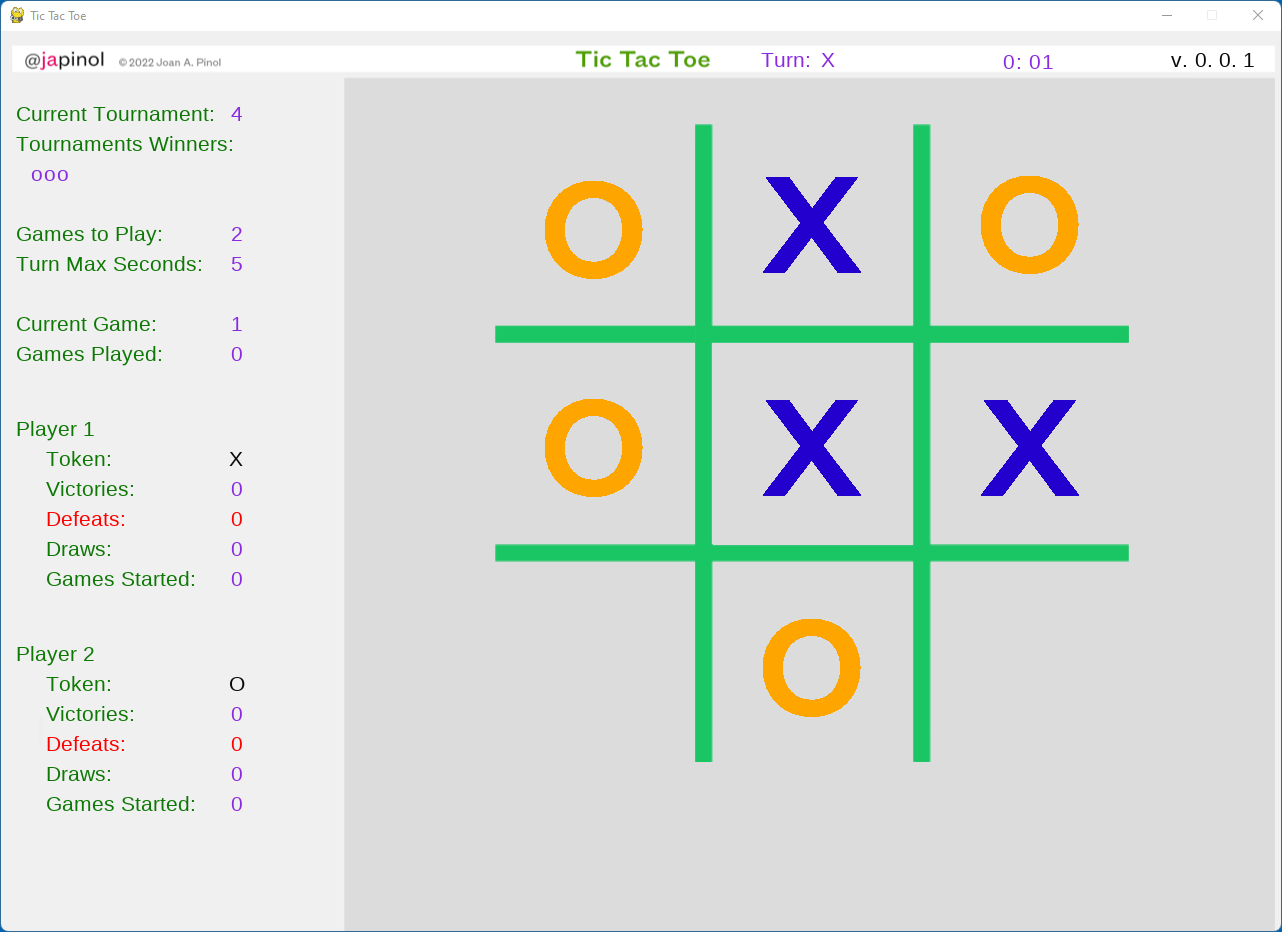 Tic Tac Toe
@japinol ©2022 Joan A. Pinol Tic Tac Toe Turn: X 0: 01 v. 0. 0. 1
Current Tournament: 4
Tournaments Winners:
ooo
Games to Play: 2
Turn Max Seconds: 5
Current Game: 1
Games Played: 0
Player 1
Token: X
Victories: 0
Defeats: 0
Draws: 0
Games Started: 0
Player 2
Token: O
Victories: 0
Defeats: 0
Draws: 0
Games Started: 0
O X O
O X X
O